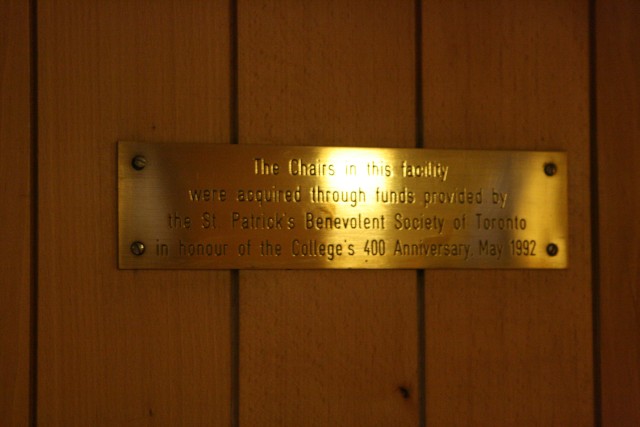 The Chairs in this facility
were acquired through funds provided by
the St. Patrick's Benevolent Society of Toronto
in honour of the College's 400 Anniversary, May 1992